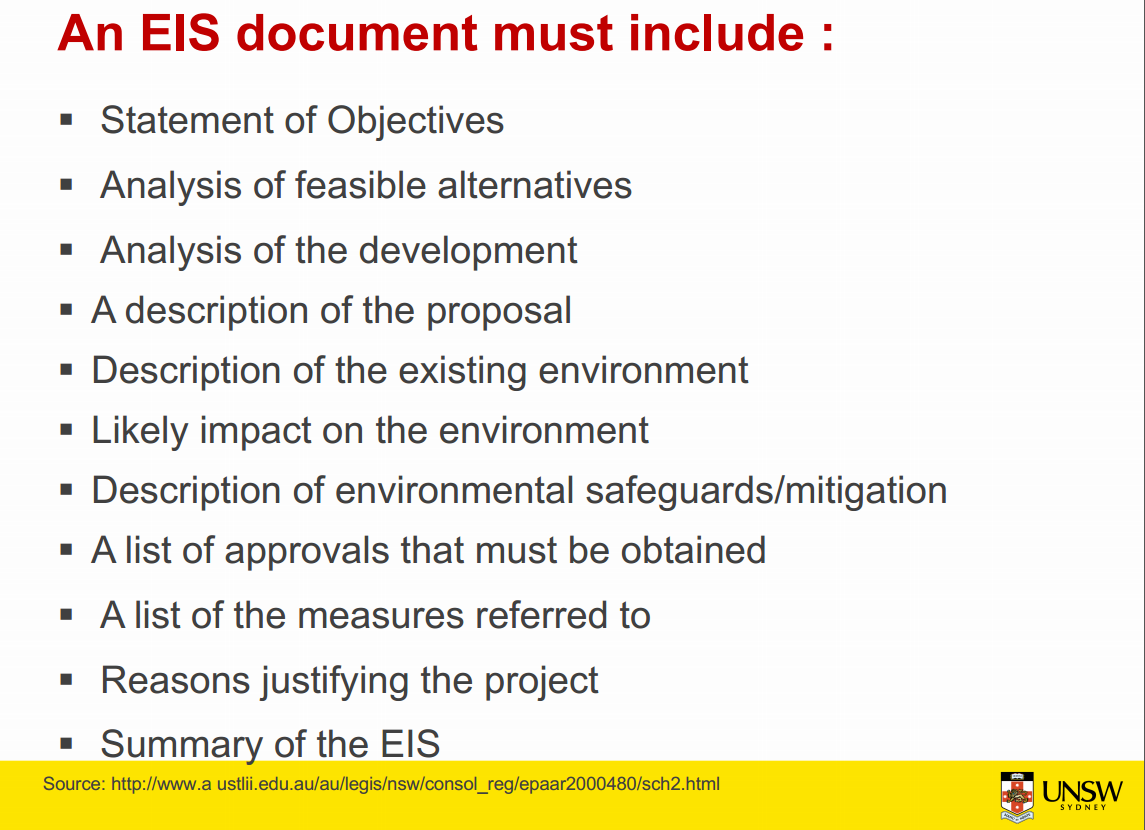 An EIS document must include :
▪ Statement of Objectives
▪ Analysis of feasible alternatives
▪ Analysis of the development
▪ A description of the proposal
▪ Description of the existing environment
▪ Likely impact on the environment
▪ Description of environmental safeguards/mitigation
▪ A list of approvals that must be obtained
▪ A list of the measures referred to
▪ Reasons justifying the project
▪ Summary of the EIS
Source: http://www.a ustlii.edu.au/au/legis/nsw/consol_reg/epaar2000480/sch2.html
UNSW
SYDNEY